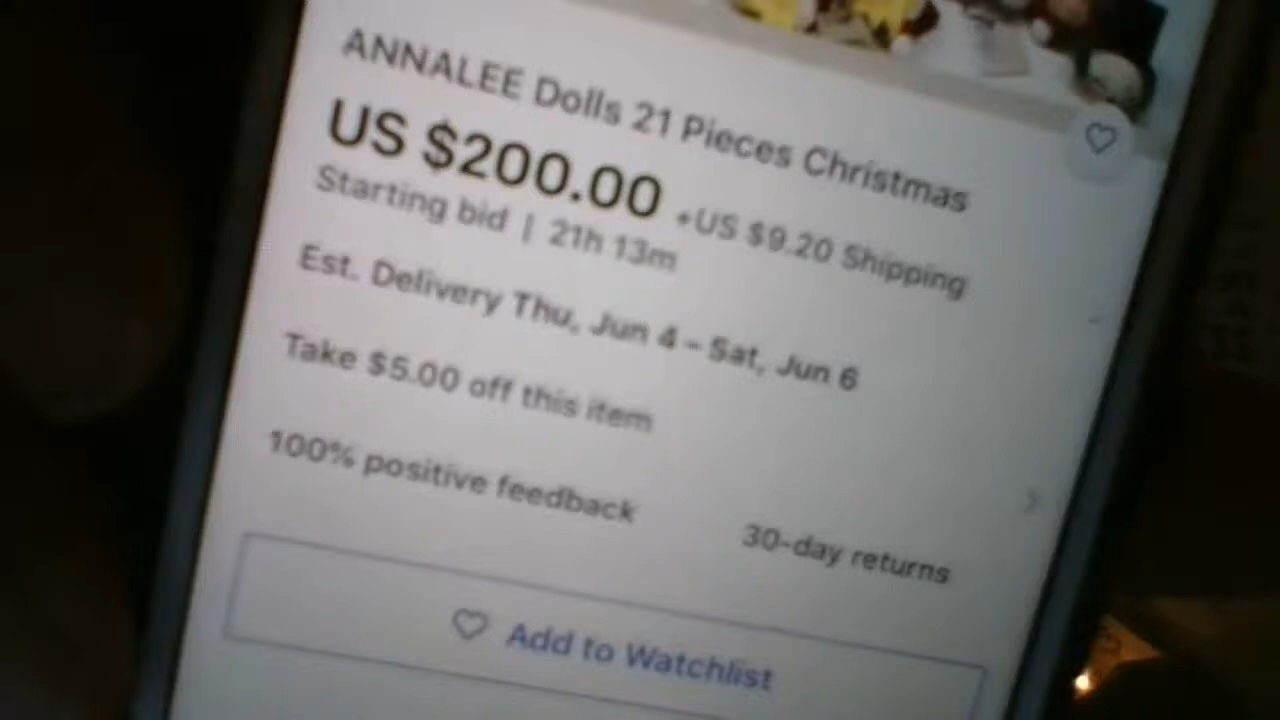 ANNALEE Dolls 21 Pieces Christmas
US $200.00 +US $9.20 Shipping
Starting bid | 21h 13m
Est. Delivery Thu, Jun 4 – Sat, Jun 6
Take $5.00 off this item
100% positive feedback
30-day returns
Add to Watchlist